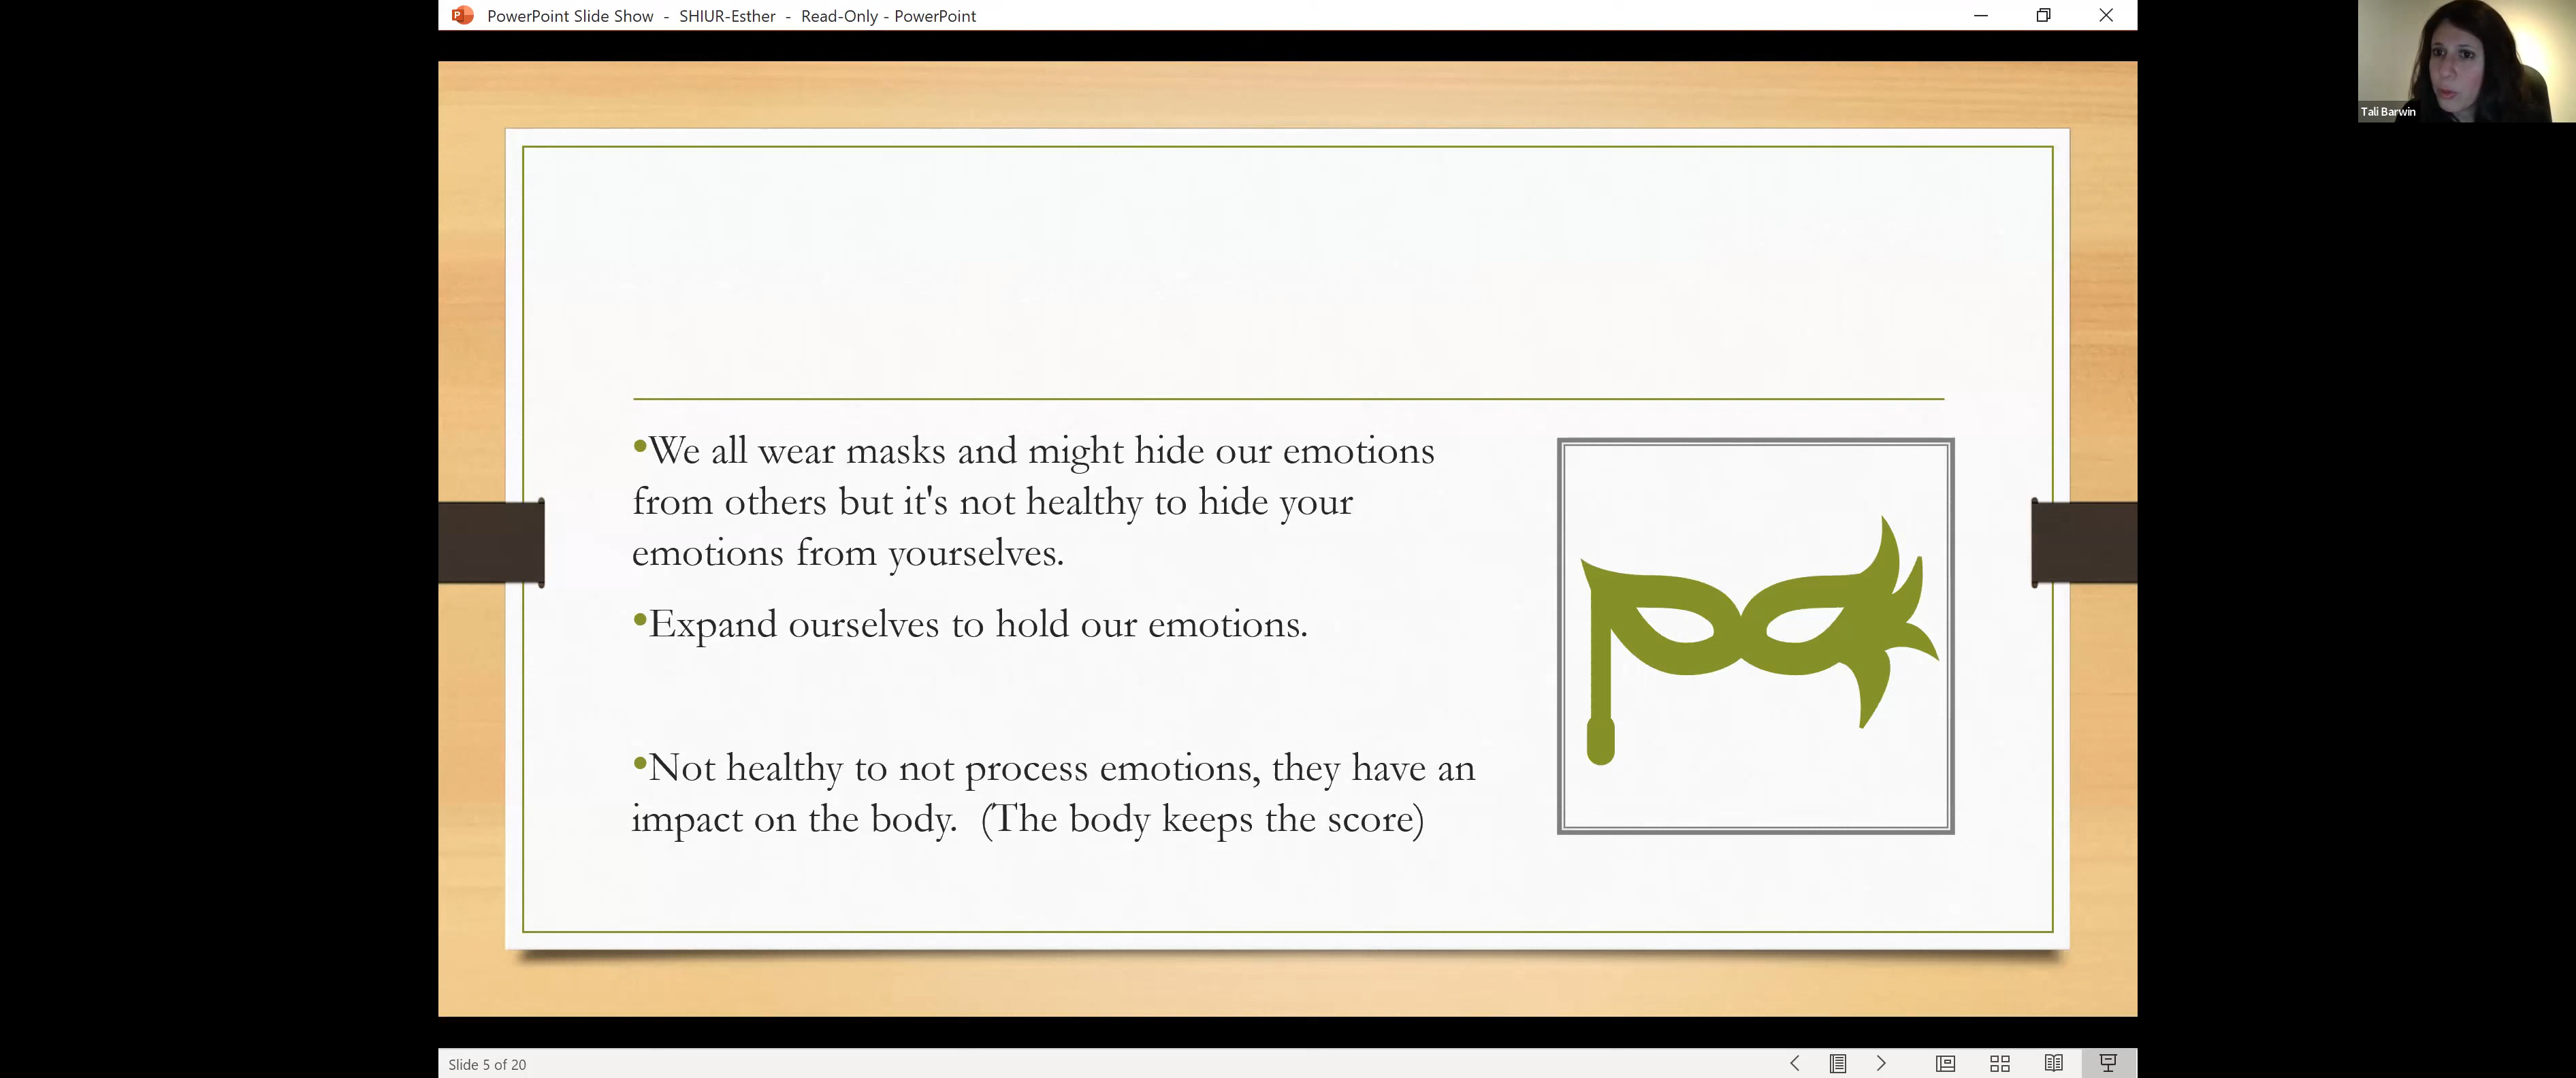 PowerPoint Slide Show - SHIUR-Esther - Read-Only - PowerPoint
Tali Barwin
•We all wear masks and might hide our emotions
from others but it's not healthy to hide your
emotions from yourselves.
•Expand ourselves to hold our emotions.
•Not healthy to not process emotions, they have an
impact on the body.  (The body keeps the score)
Slide 5 of 20